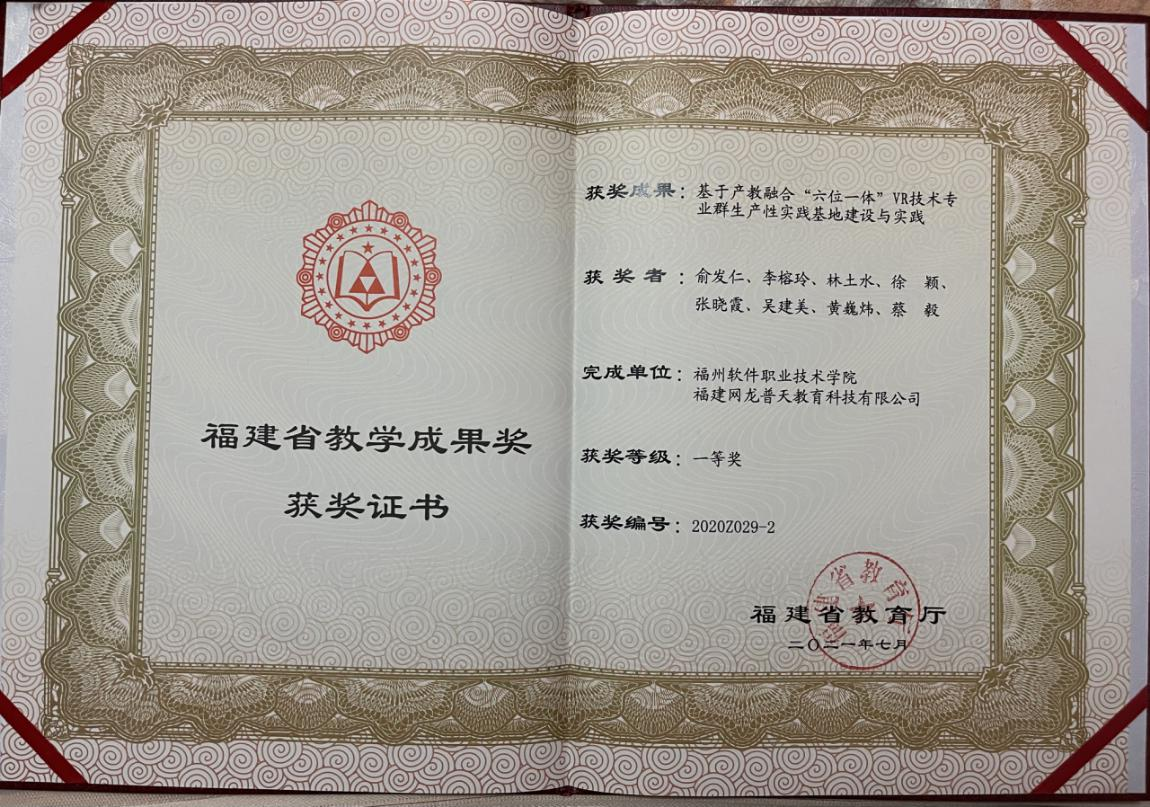 福建省教学成果奖
获奖证书
获奖成果：基于产教融合“六位一体”VR技术专
业群生产性实践基地建设与实践
获奖者：俞发仁、李榕玲、林土水、徐　颖、
张晓霞、吴建美、黄巍炜、蔡　毅
完成单位：福州软件职业技术学院
福建网龙普天教育科技有限公司
获奖等级：一等奖
获奖编号：2020Z029-2
福建省教育厅
福建省教育厅
二〇二一年七月